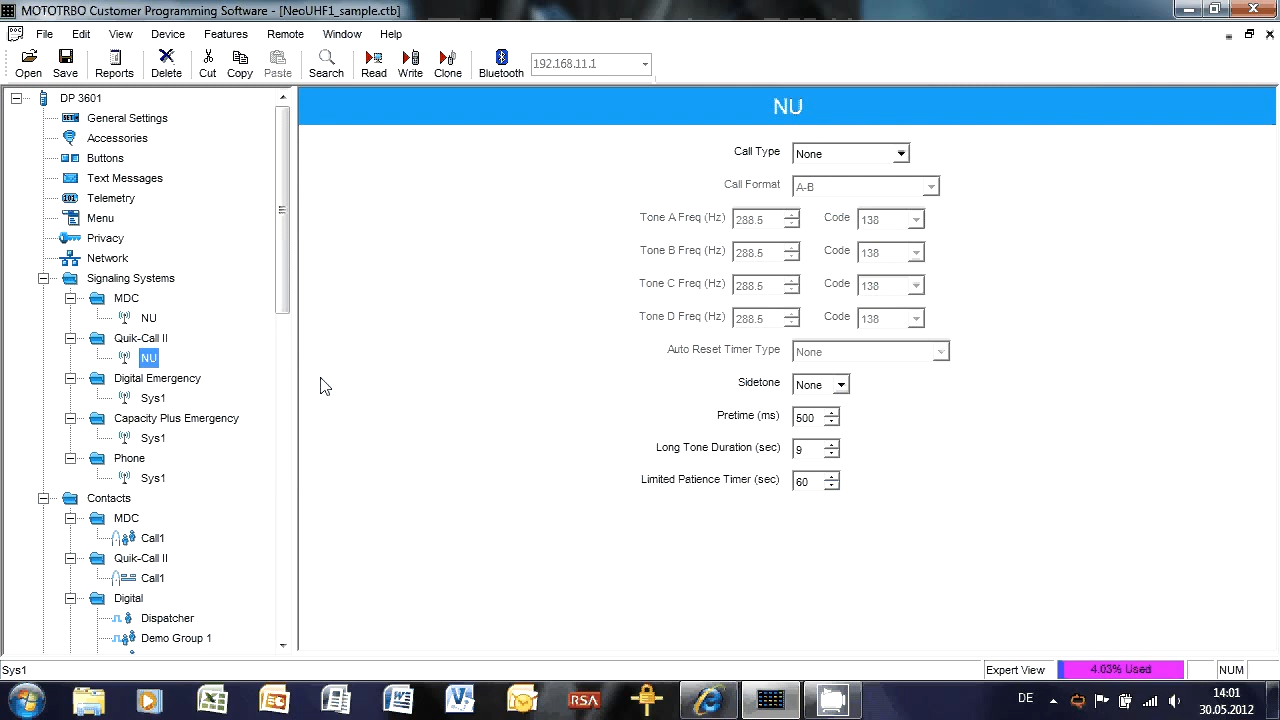 MOTOTRBO Customer Programming Software - [NeoUHF1_sample.ctb]
File Edit View Device Features Remote Window Help
Open Save Reports Delete Cut Copy Paste Search Read Write Clone Bluetooth 192.168.11.1
DP 3601
General Settings
Accessories
Buttons
Text Messages
Telemetry
Menu
Privacy
Network
Signaling Systems
MDC
NU
Quik-Call II
NU
Digital Emergency
Sys1
Capacity Plus Emergency
Sys1
Phone
Sys1
Contacts
MDC
Call1
Quik-Call II
Call1
Digital
Dispatcher
Demo Group 1
NU
Call Type None
Call Format A-B
Tone A Freq (Hz) 288.5 Code 138
Tone B Freq (Hz) 288.5 Code 138
Tone C Freq (Hz) 288.5 Code 138
Tone D Freq (Hz) 288.5 Code 138
Auto Reset Timer Type None
Sidetone None
Pretime (ms) 500
Long Tone Duration (sec) 9
Limited Patience Timer (sec) 60
Sys1 Expert View 4.03% Used NUM
RSA DE 14:01
30.05.2012